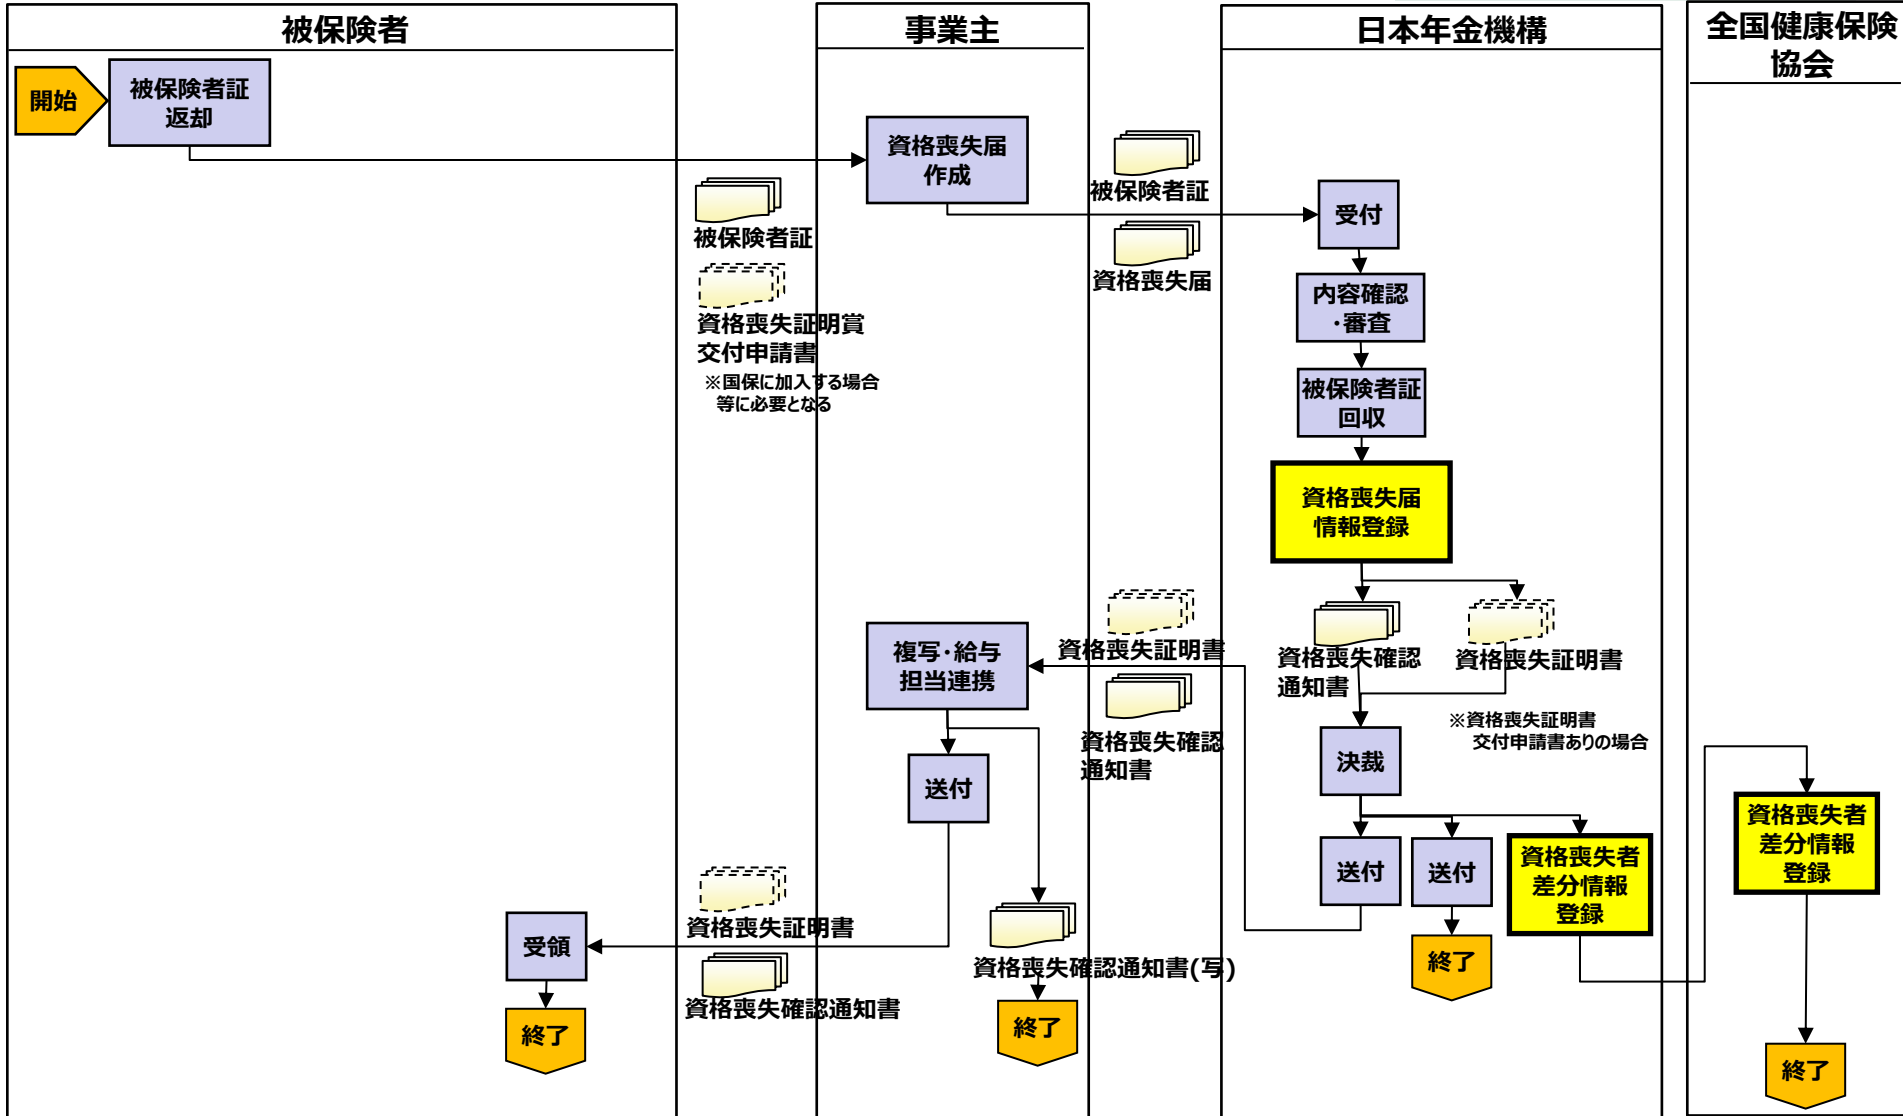 被保険者
事業主
日本年金機構
全国健康保険
協会
開始
被保険者証
返却
資格喪失届
作成
被保険者証
資格喪失証明賞
交付申請書
※国保に加入する場合
等に必要となる
被保険者証
資格喪失届
受付
内容確認
・審査
被保険者証
回収
資格喪失届
情報登録
資格喪失確認
通知書
資格喪失証明書
※資格喪失証明書
交付申請書ありの場合
決裁
送付
送付
資格喪失者
差分情報
登録
終了
資格喪失者
差分情報
登録
終了
資格喪失証明書
資格喪失確認
通知書
複写・給与
担当連携
送付
資格喪失確認通知書(写)
終了
資格喪失証明書
資格喪失確認通知書
受領
終了